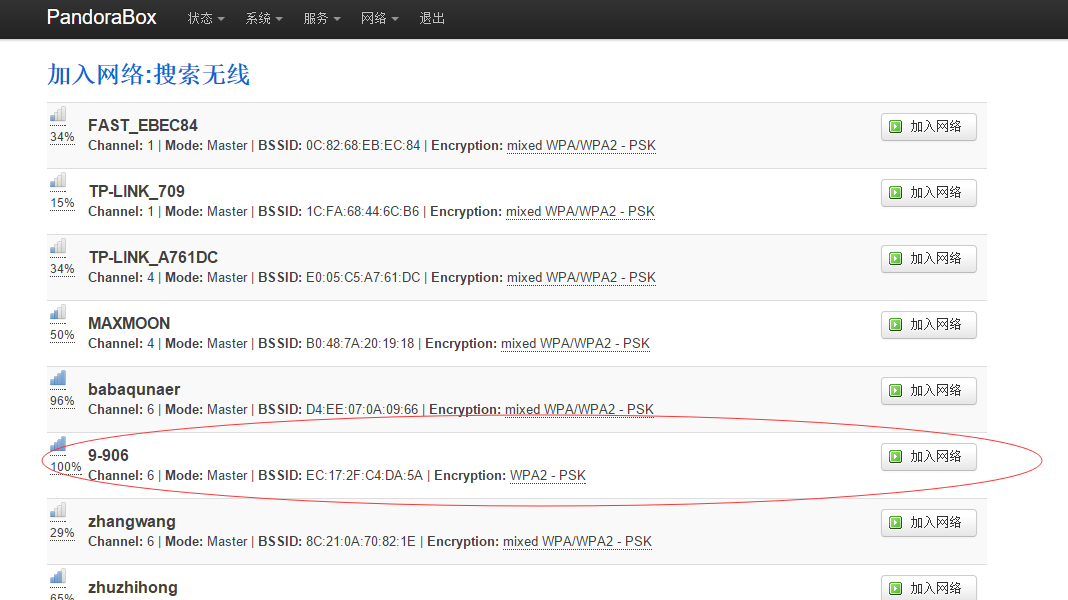 PandoraBox 状态 系统 服务 网络 退出
加入网络:搜索无线
FAST_EBEC84
34%
Channel: 1 | Mode: Master | BSSID: 0C:82:68:EB:EC:84 | Encryption: mixed WPA/WPA2 - PSK
加入网络
TP-LINK_709
15%
Channel: 1 | Mode: Master | BSSID: 1C:FA:68:44:6C:B6 | Encryption: mixed WPA/WPA2 - PSK
加入网络
TP-LINK_A761DC
34%
Channel: 4 | Mode: Master | BSSID: E0:05:C5:A7:61:DC | Encryption: mixed WPA/WPA2 - PSK
加入网络
MAXMOON
50%
Channel: 4 | Mode: Master | BSSID: B0:48:7A:20:19:18 | Encryption: mixed WPA/WPA2 - PSK
加入网络
babaqunaer
96%
Channel: 6 | Mode: Master | BSSID: D4:EE:07:0A:09:66 | Encryption: mixed WPA/WPA2 - PSK
加入网络
9-906
100%
Channel: 6 | Mode: Master | BSSID: EC:17:2F:C4:DA:5A | Encryption: WPA2 - PSK
加入网络
zhangwang
29%
Channel: 6 | Mode: Master | BSSID: 8C:21:0A:70:82:1E | Encryption: mixed WPA/WPA2 - PSK
加入网络
zhuzhihong
65%
加入网络